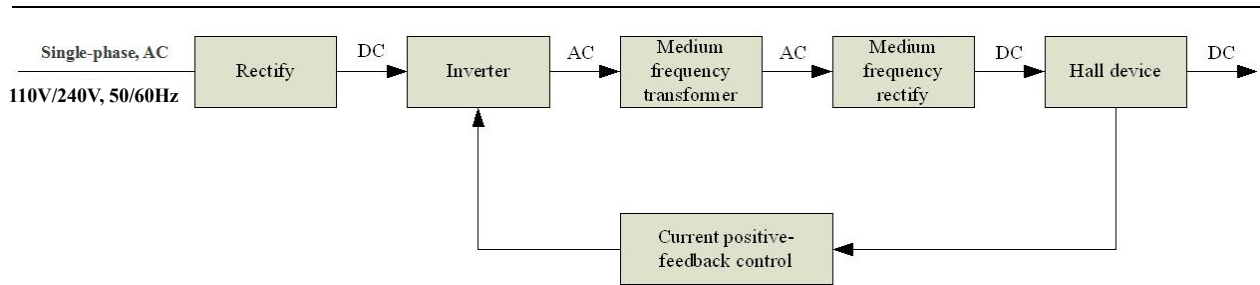 Single-phase, AC
110V/240V, 50/60Hz
Rectify
DC
Inverter
AC
Medium
frequency
transformer
AC
Medium
frequency
rectify
DC
Hall device
DC
Current positive-
feedback control